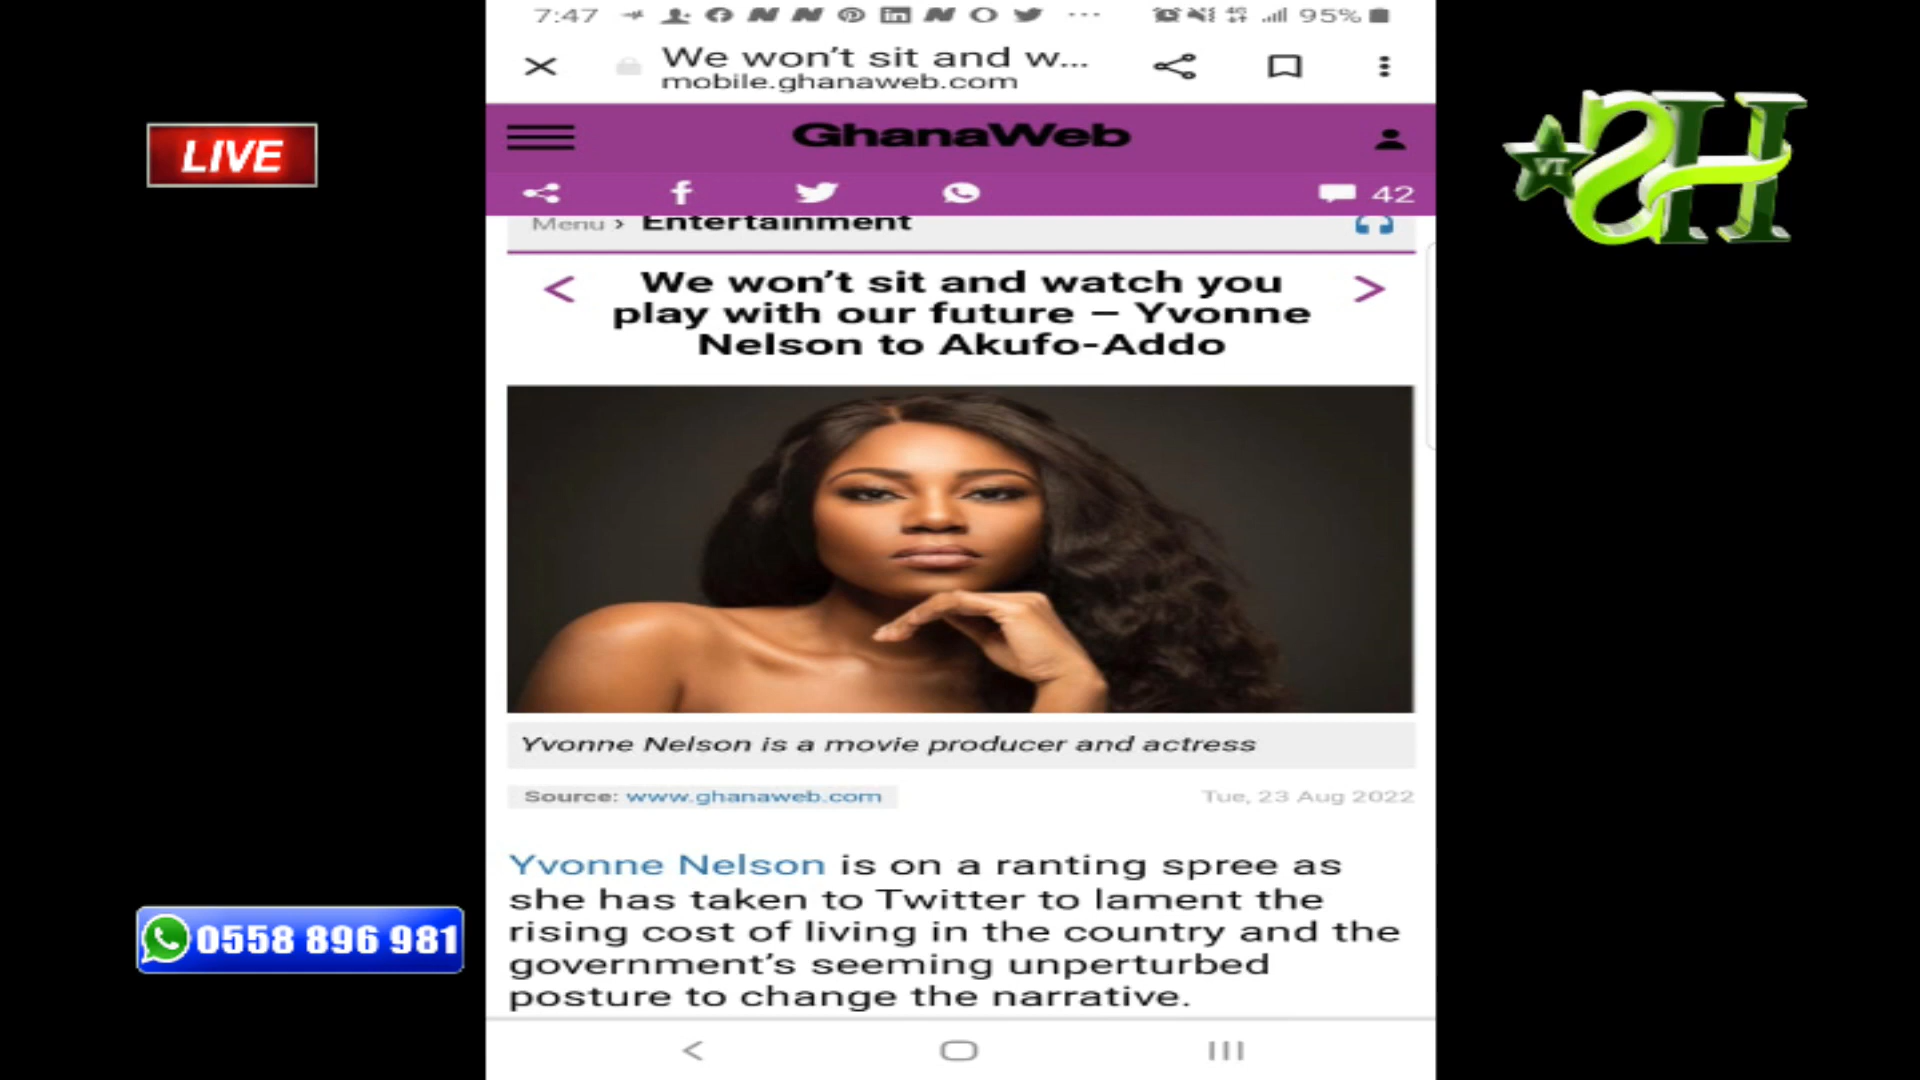 7:47
95%
We won't sit and w...
mobile.ghanaweb.com
LIVE
GhanaWeb
VI SH
42
Menu > Entertainment
We won't sit and watch you
play with our future – Yvonne
Nelson to Akufo-Addo
Yvonne Nelson is a movie producer and actress
Source: www.ghanaweb.com
Tue, 23 Aug 2022
Yvonne Nelson is on a ranting spree as
she has taken to Twitter to lament the
rising cost of living in the country and the
government's seeming unperturbed
posture to change the narrative.
0558 896 981